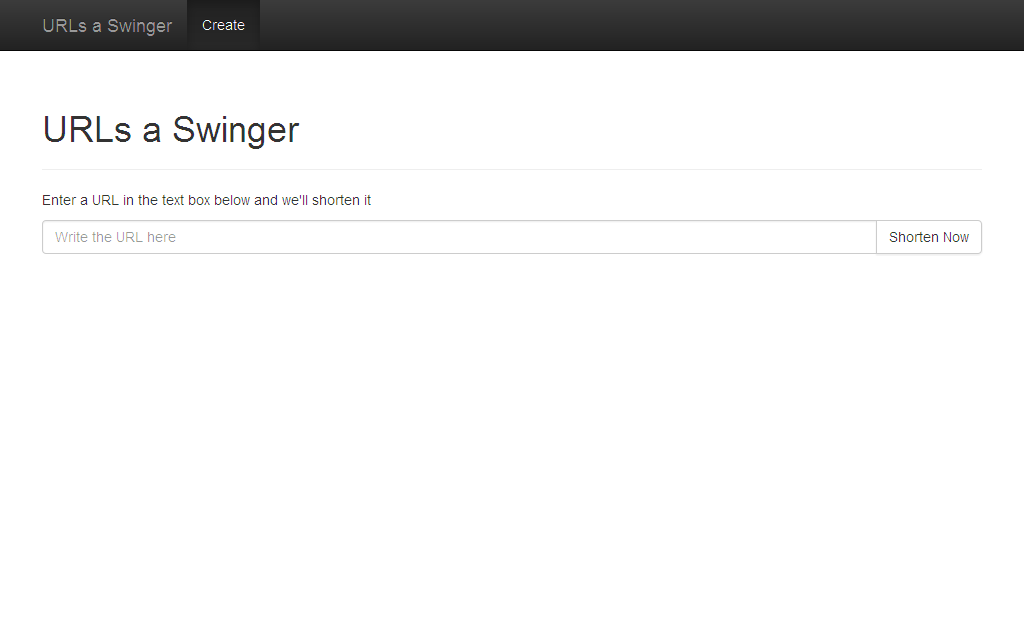 URLs a Swinger Create
URLs a Swinger
Enter a URL in the text box below and we'll shorten it
Write the URL here Shorten Now